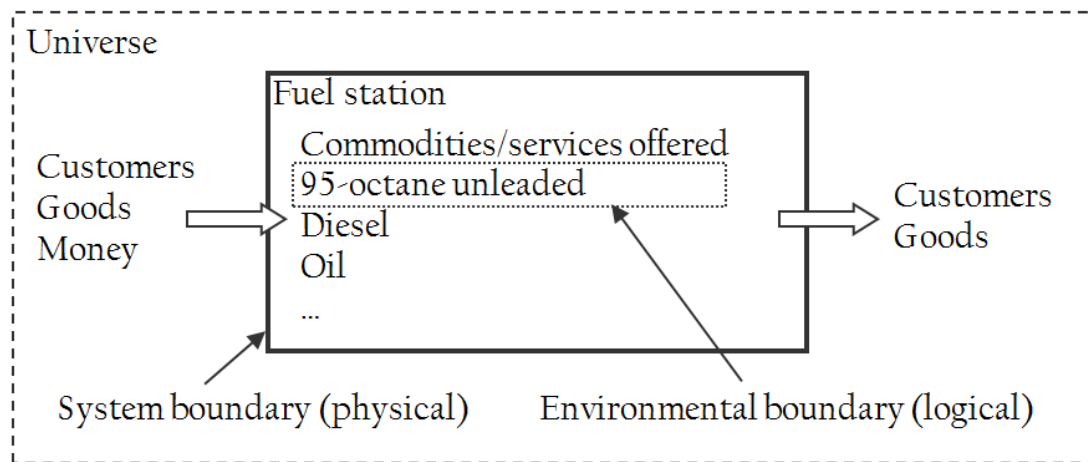 Universe
Fuel station
Commodities/services offered
95-octane unleaded
Diesel
Oil
...
Customers
Goods
Money
Customers
Goods
System boundary (physical)
Environmental boundary (logical)